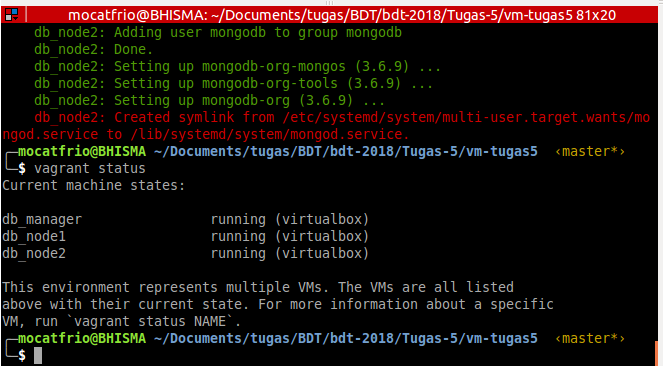 mocatfrio@BHISMA: ~/Documents/tugas/BDT/bdt-2018/Tugas-5/vm-tugas5 81x20
db_node2: Adding user mongodb to group mongodb
db_node2: Done.
db_node2: Setting up mongodb-org-mongos (3.6.9) ...
db_node2: Setting up mongodb-org-tools (3.6.9) ...
db_node2: Setting up mongodb-org (3.6.9) ...
db_node2: Created symlink from /etc/systemd/system/multi-user.target.wants/mo
ngod.service to /lib/systemd/system/mongod.service.
╭─mocatfrio@BHISMA ~/Documents/tugas/BDT/bdt-2018/Tugas-5/vm-tugas5 ‹master*›
╰─$ vagrant status
Current machine states:
db_manager running (virtualbox)
db_node1 running (virtualbox)
db_node2 running (virtualbox)
This environment represents multiple VMs. The VMs are all listed
above with their current state. For more information about a specific
VM, run `vagrant status NAME`.
╭─mocatfrio@BHISMA ~/Documents/tugas/BDT/bdt-2018/Tugas-5/vm-tugas5 ‹master*›
╰─$